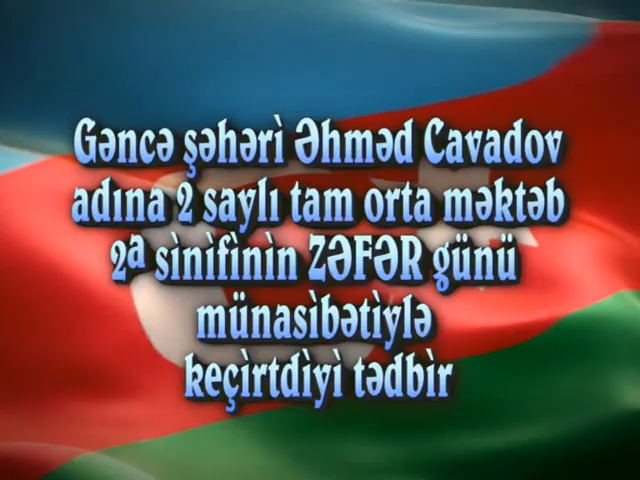 Gəncə şəhəri Əhməd Cavadov
adına 2 saylı tam orta məktəb
2ª sinifinin ZƏFƏR günü
münasibətiylə
keçirtdiyi tədbir